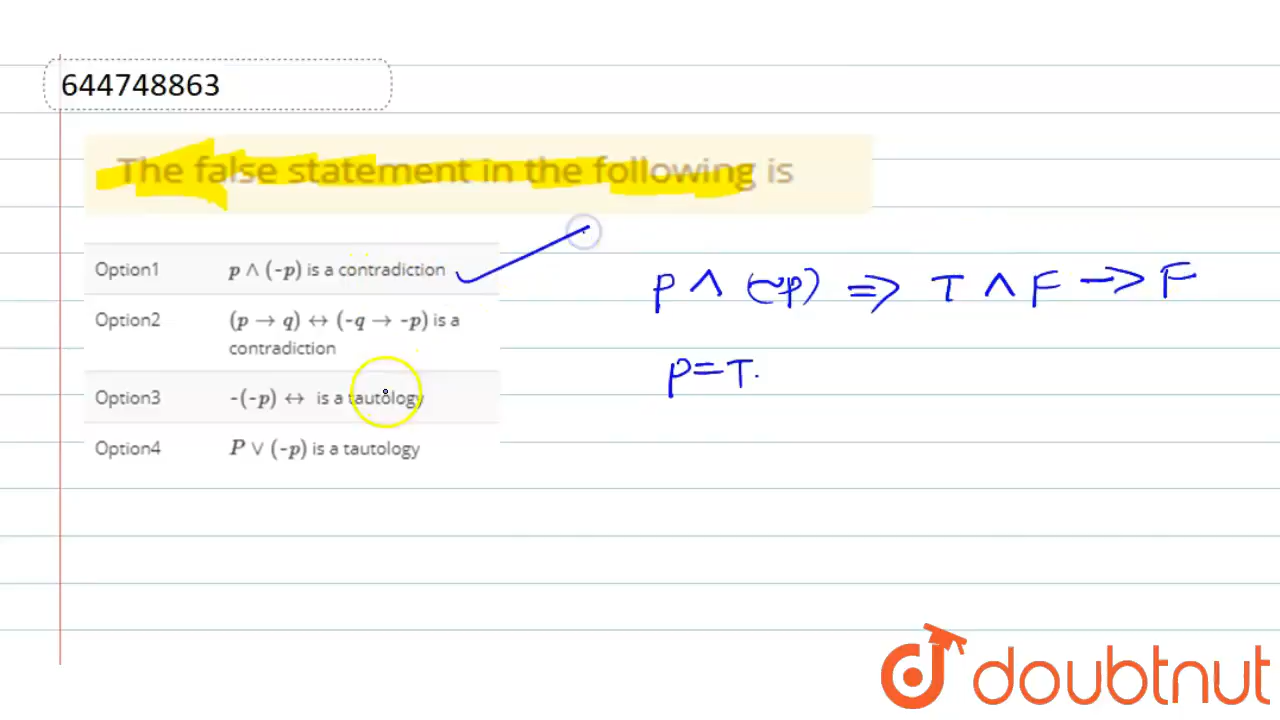 644748863
The false statement in the following is
Option1 p ∧ (-p) is a contradiction
p ∧ (~p) ⇒ T ∧ F → F
Option2 (p → q) ↔ (-q → -p) is a
contradiction
p = T.
Option3 -(-p) ↔ is a tautology
Option4 P ∨ (-p) is a tautology
doubtnut